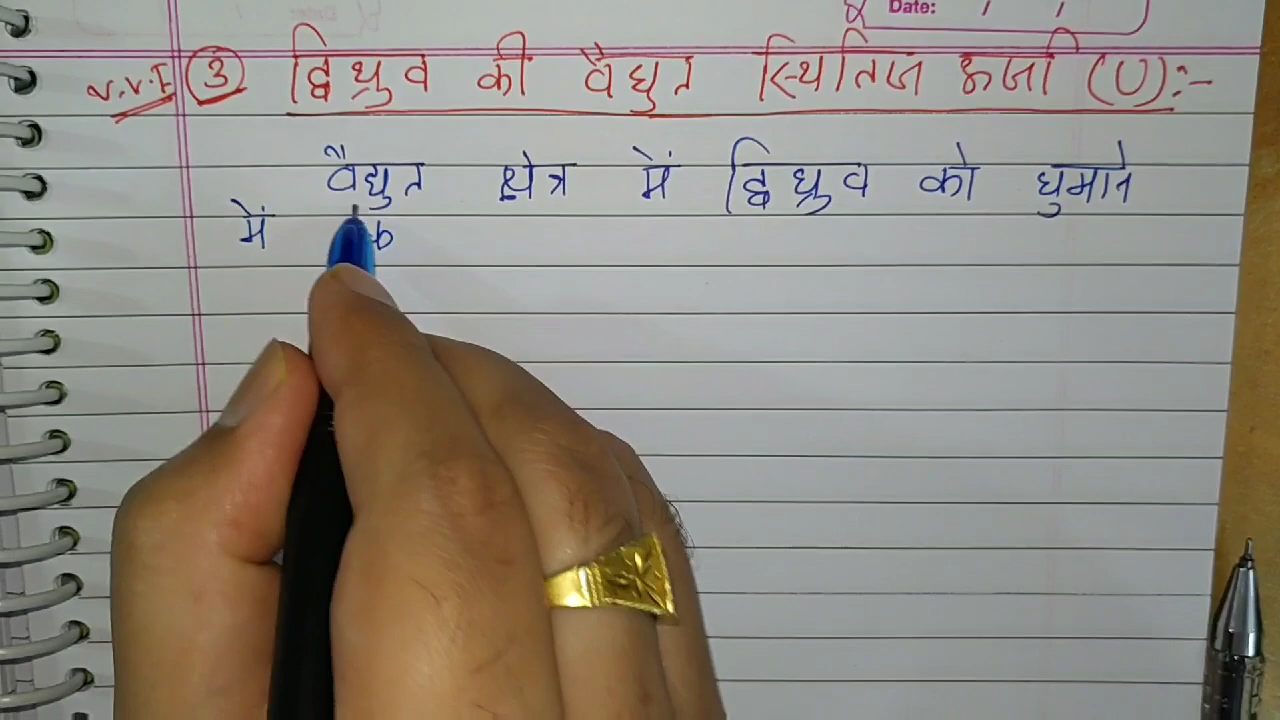 Date: / /
v.v.I ③ द्विध्रुव की वैधुत स्थितिज ऊर्जा (U):-
वैद्युत क्षेत्र में द्विध्रुव को घुमाने
में